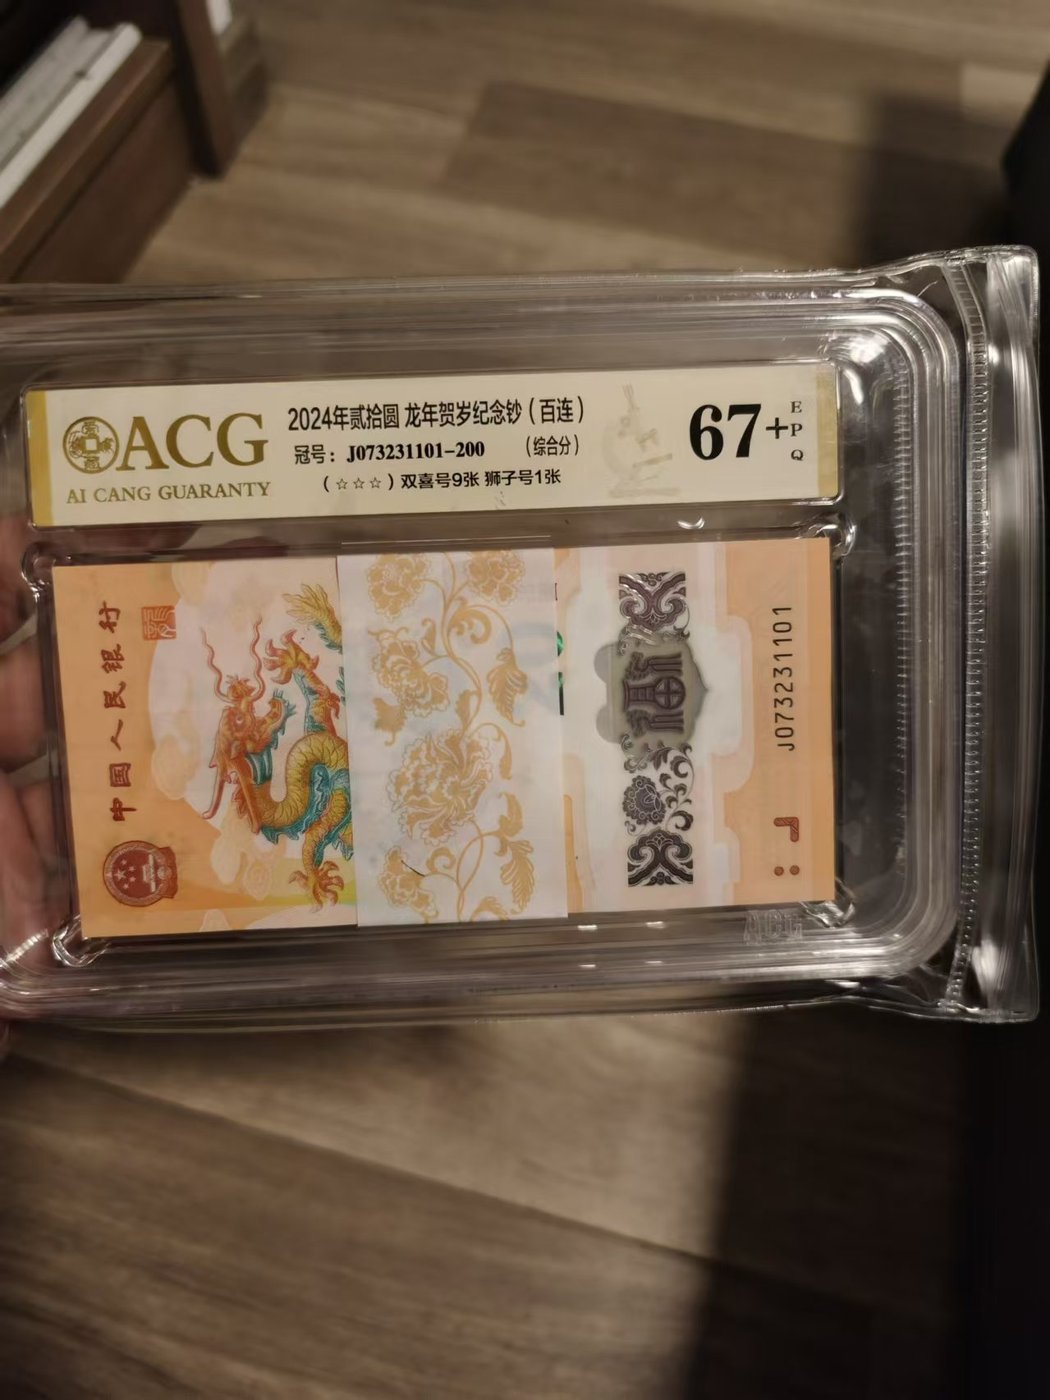 ACG
AI CANG GUARANTY
2024年贰拾圆 龙年贺岁纪念钞（百连）
冠号：J073231101-200 （综合分）
（☆☆☆）双喜号9张 狮子号1张
67+
EPQ
中国人民银行
J073231101
ACG